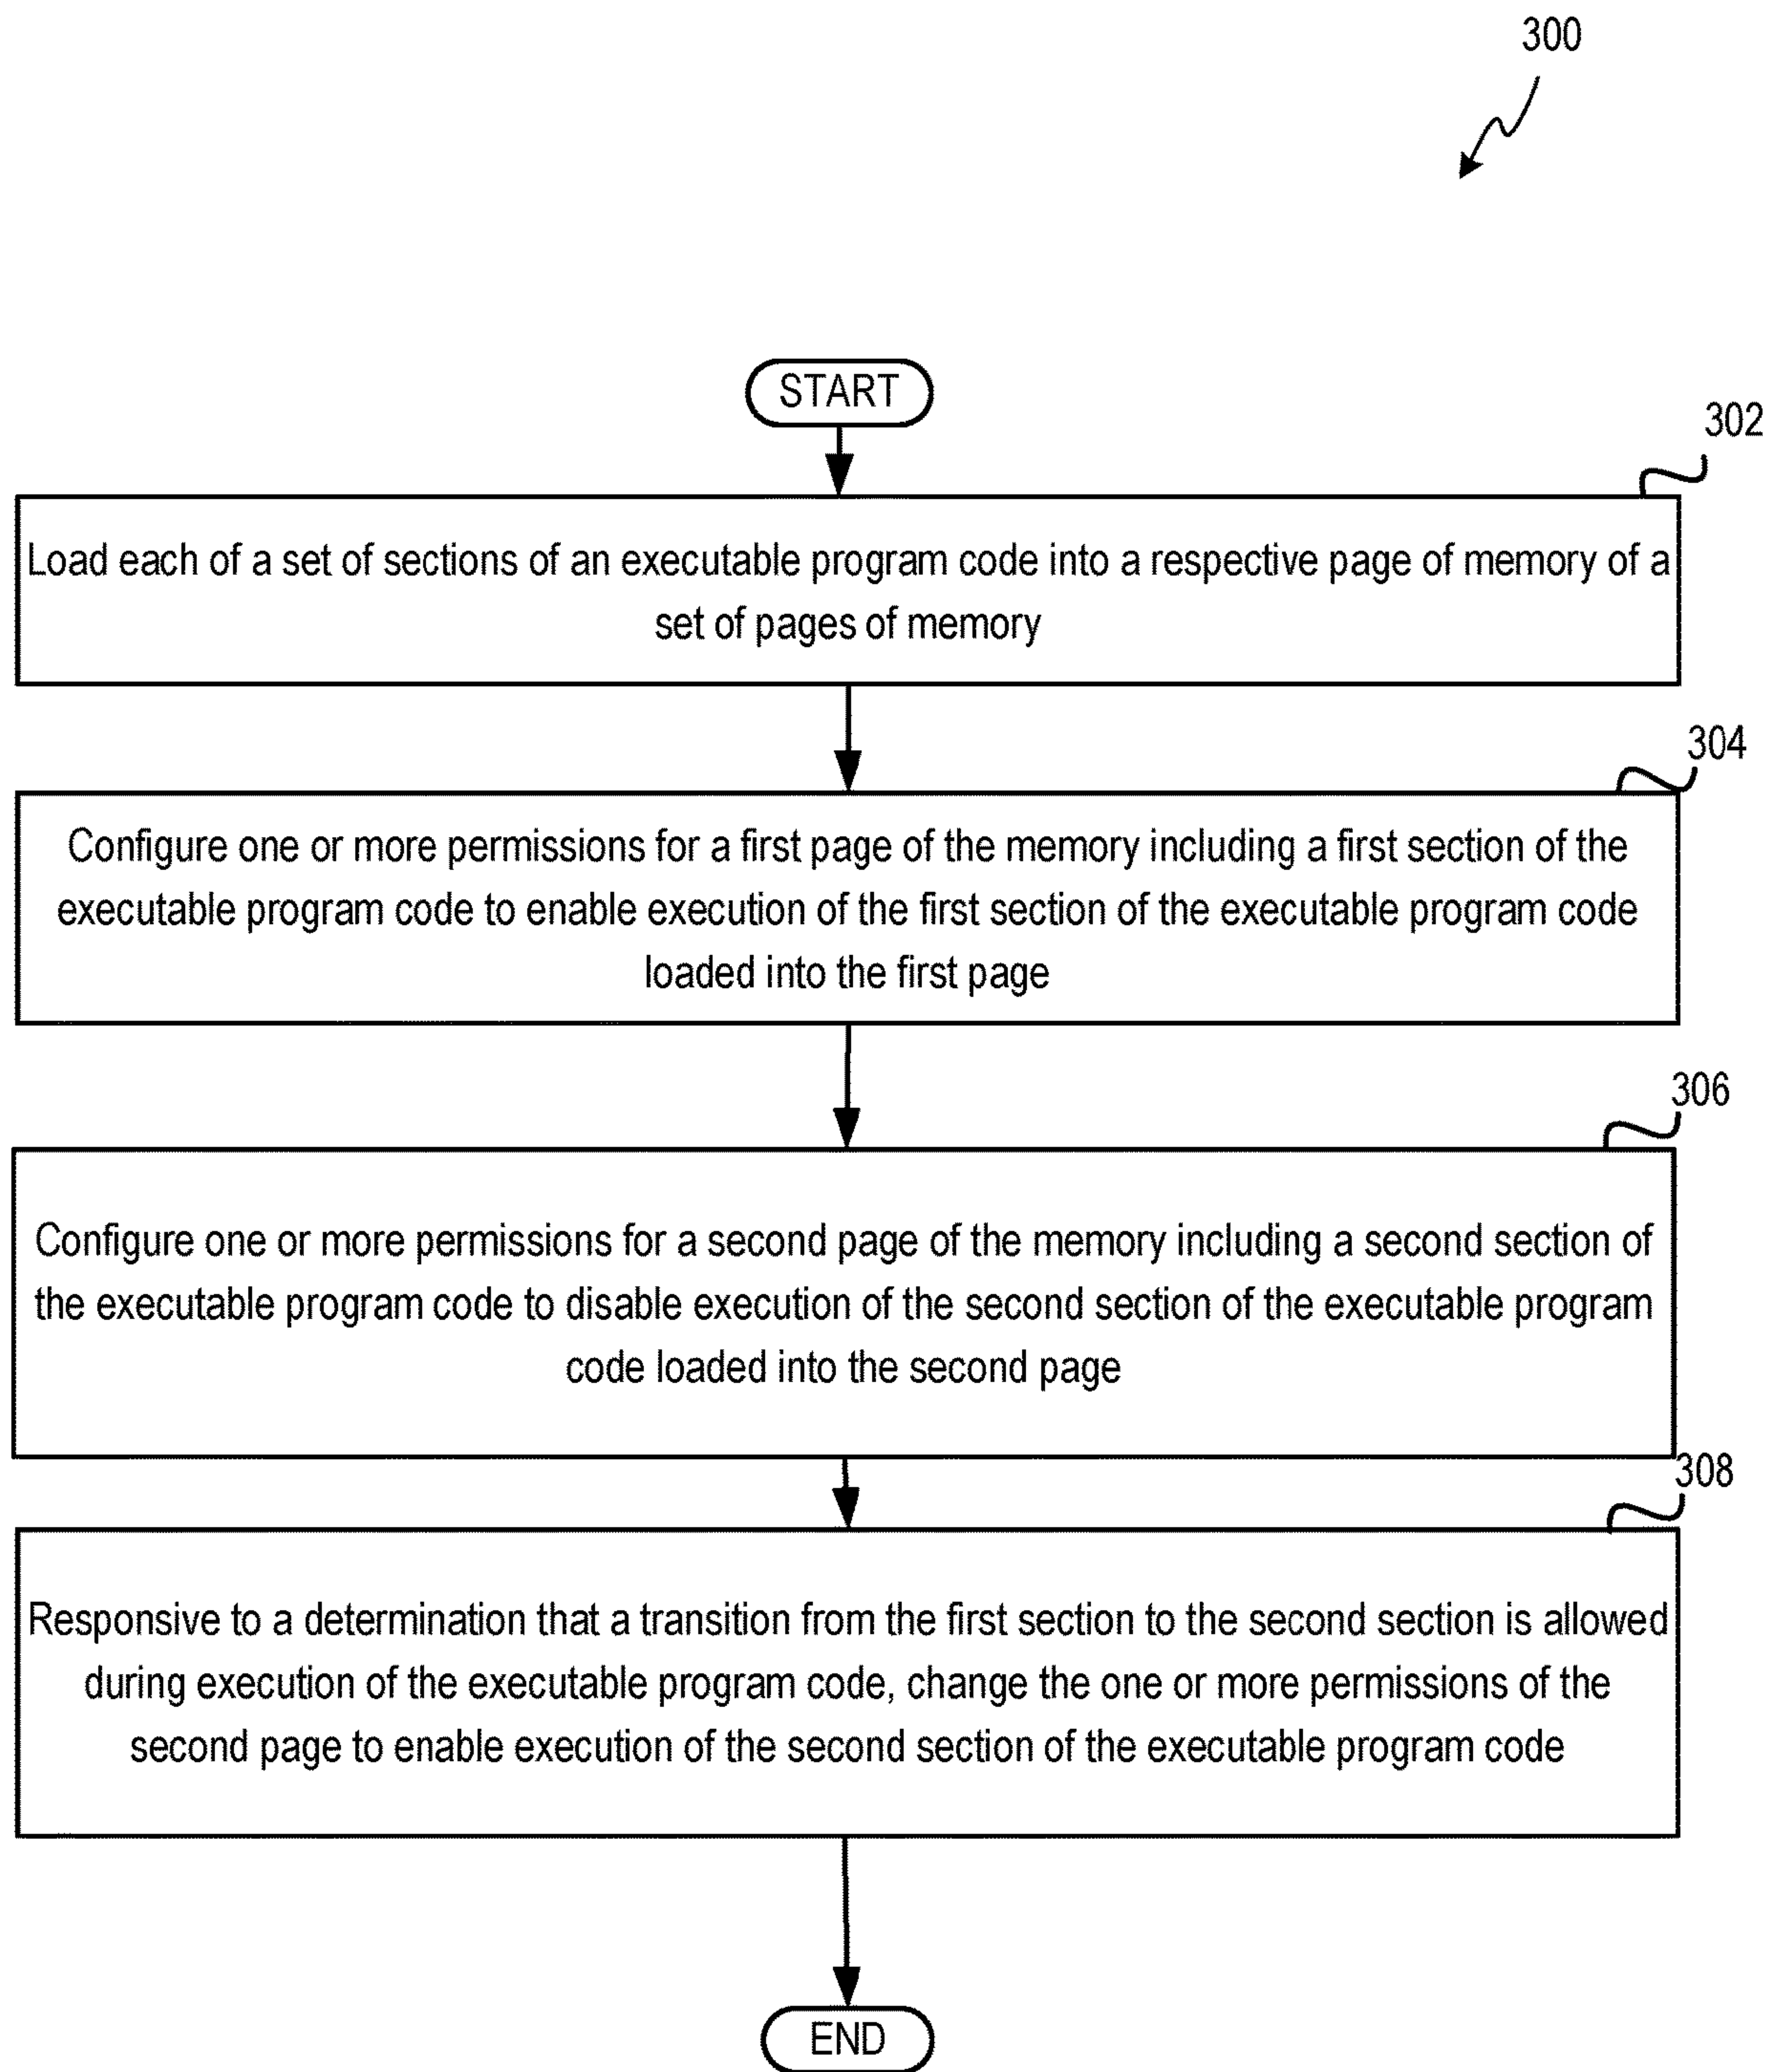 300
START
302
Load each of a set of sections of an executable program code into a respective page of memory of a
set of pages of memory
304
Configure one or more permissions for a first page of the memory including a first section of the
executable program code to enable execution of the first section of the executable program code
loaded into the first page
306
Configure one or more permissions for a second page of the memory including a second section of
the executable program code to disable execution of the second section of the executable program
code loaded into the second page
308
Responsive to a determination that a transition from the first section to the second section is allowed
during execution of the executable program code, change the one or more permissions of the
second page to enable execution of the second section of the executable program code
END